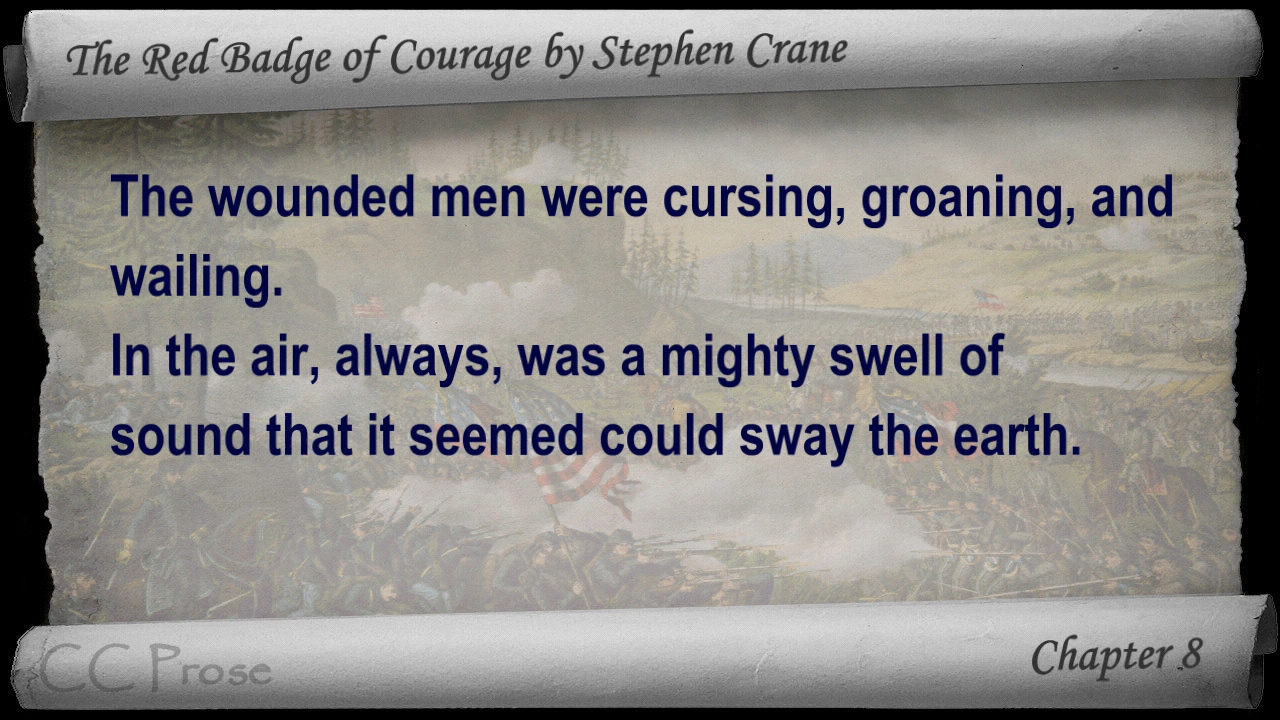 The Red Badge of Courage by Stephen Crane
The wounded men were cursing, groaning, and
wailing.
In the air, always, was a mighty swell of
sound that it seemed could sway the earth.
CC Prose
Chapter 8